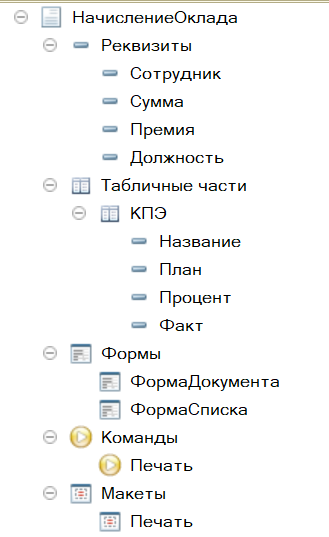 НачислениеОклада
Реквизиты
Сотрудник
Сумма
Премия
Должность
Табличные части
КПЭ
Название
План
Процент
Факт
Формы
ФормаДокумента
ФормаСписка
Команды
Печать
Макеты
Печать